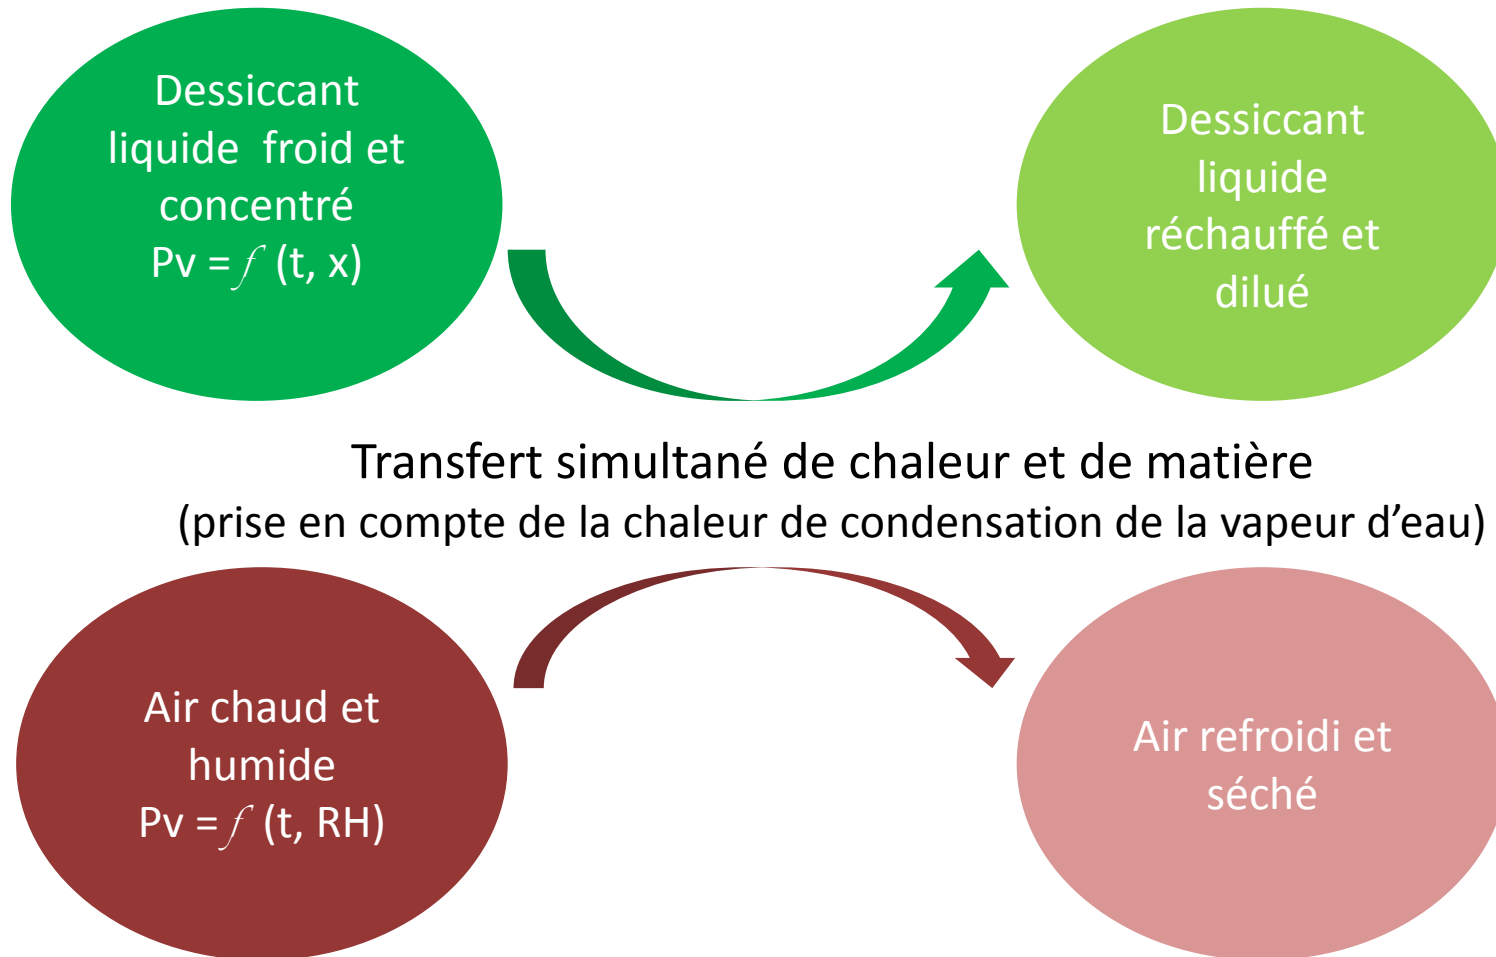 Dessiccant
liquide froid et
concentré
Pv = f (t, x)
Dessiccant
liquide
réchauffé et
dilué
Transfert simultané de chaleur et de matière
(prise en compte de la chaleur de condensation de la vapeur d’eau)
Air chaud et
humide
Pv = f (t, RH)
Air refroidi et
séché